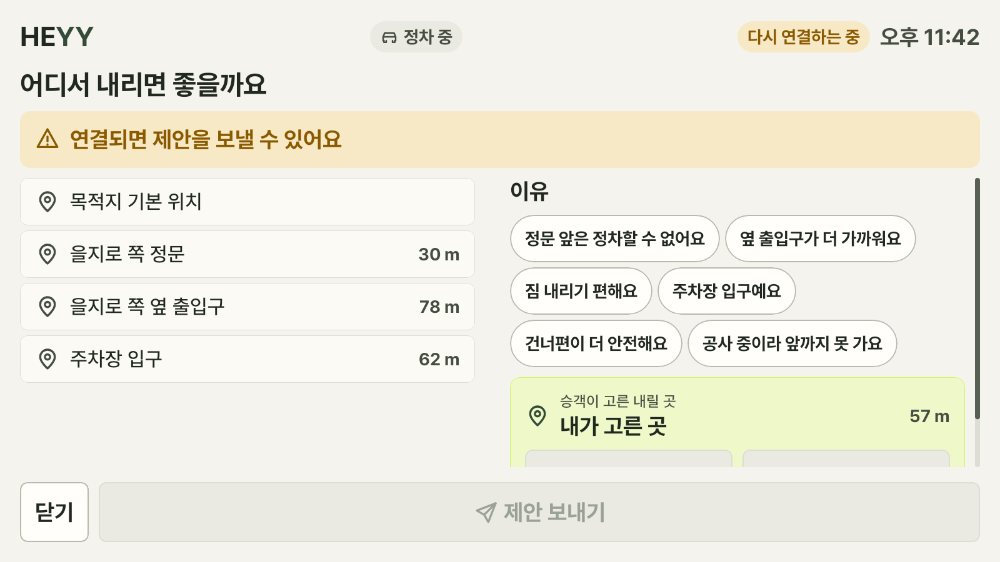 HEYY
정차 중
다시 연결하는 중
오후 11:42
어디서 내리면 좋을까요
연결되면 제안을 보낼 수 있어요
목적지 기본 위치
을지로 쪽 정문 30 m
을지로 쪽 옆 출입구 78 m
주차장 입구 62 m
이유
정문 앞은 정차할 수 없어요
옆 출입구가 더 가까워요
짐 내리기 편해요
주차장 입구예요
건너편이 더 안전해요
공사 중이라 앞까지 못 가요
승객이 고른 내릴 곳
내가 고른 곳 57 m
닫기
제안 보내기